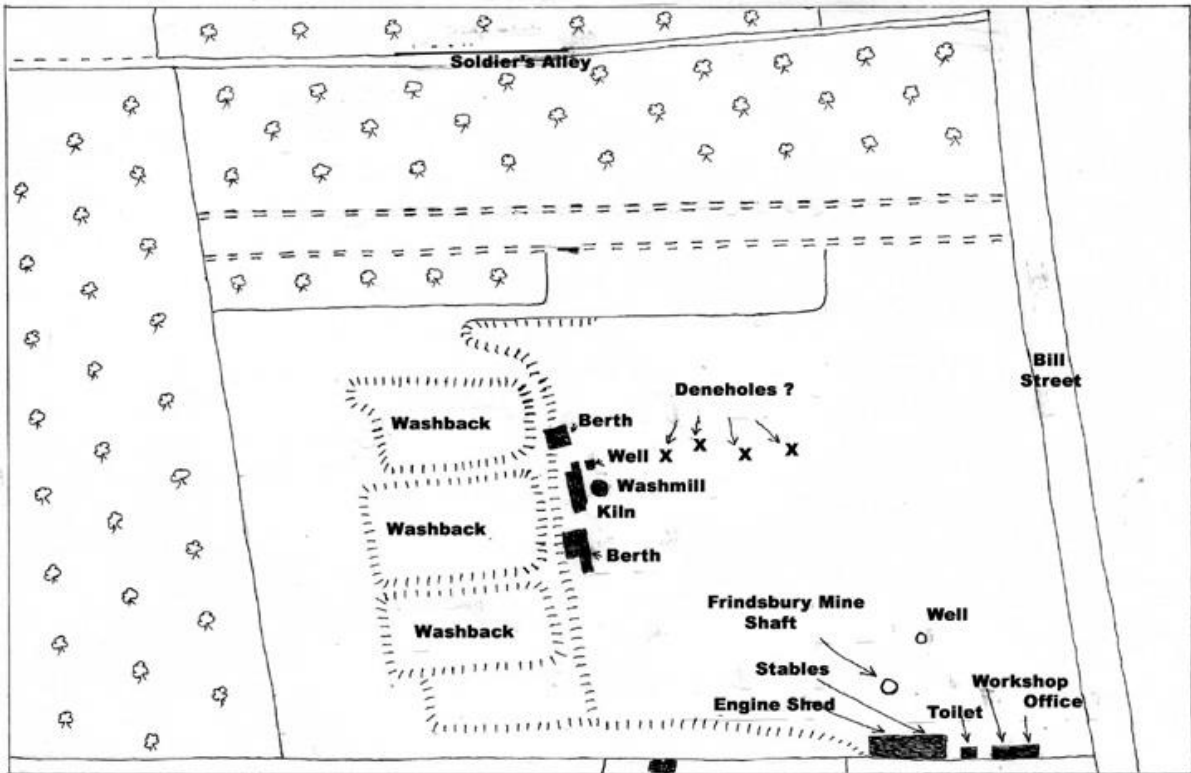 Soldier's Alley
Bill
Street
Deneholes ?
X X X X
Washback
Berth
Well
Washmill
Kiln
Washback
Berth
Washback
Frindsbury Mine
Shaft
Well
Stables
Workshop
Engine Shed
Toilet
Office